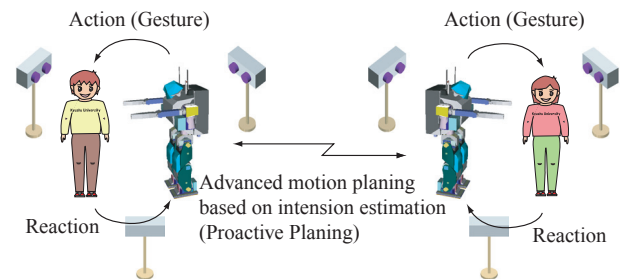 Action (Gesture)
Action (Gesture)
Advanced motion planing
based on intension estimation
(Proactive Planing)
Reaction
Reaction